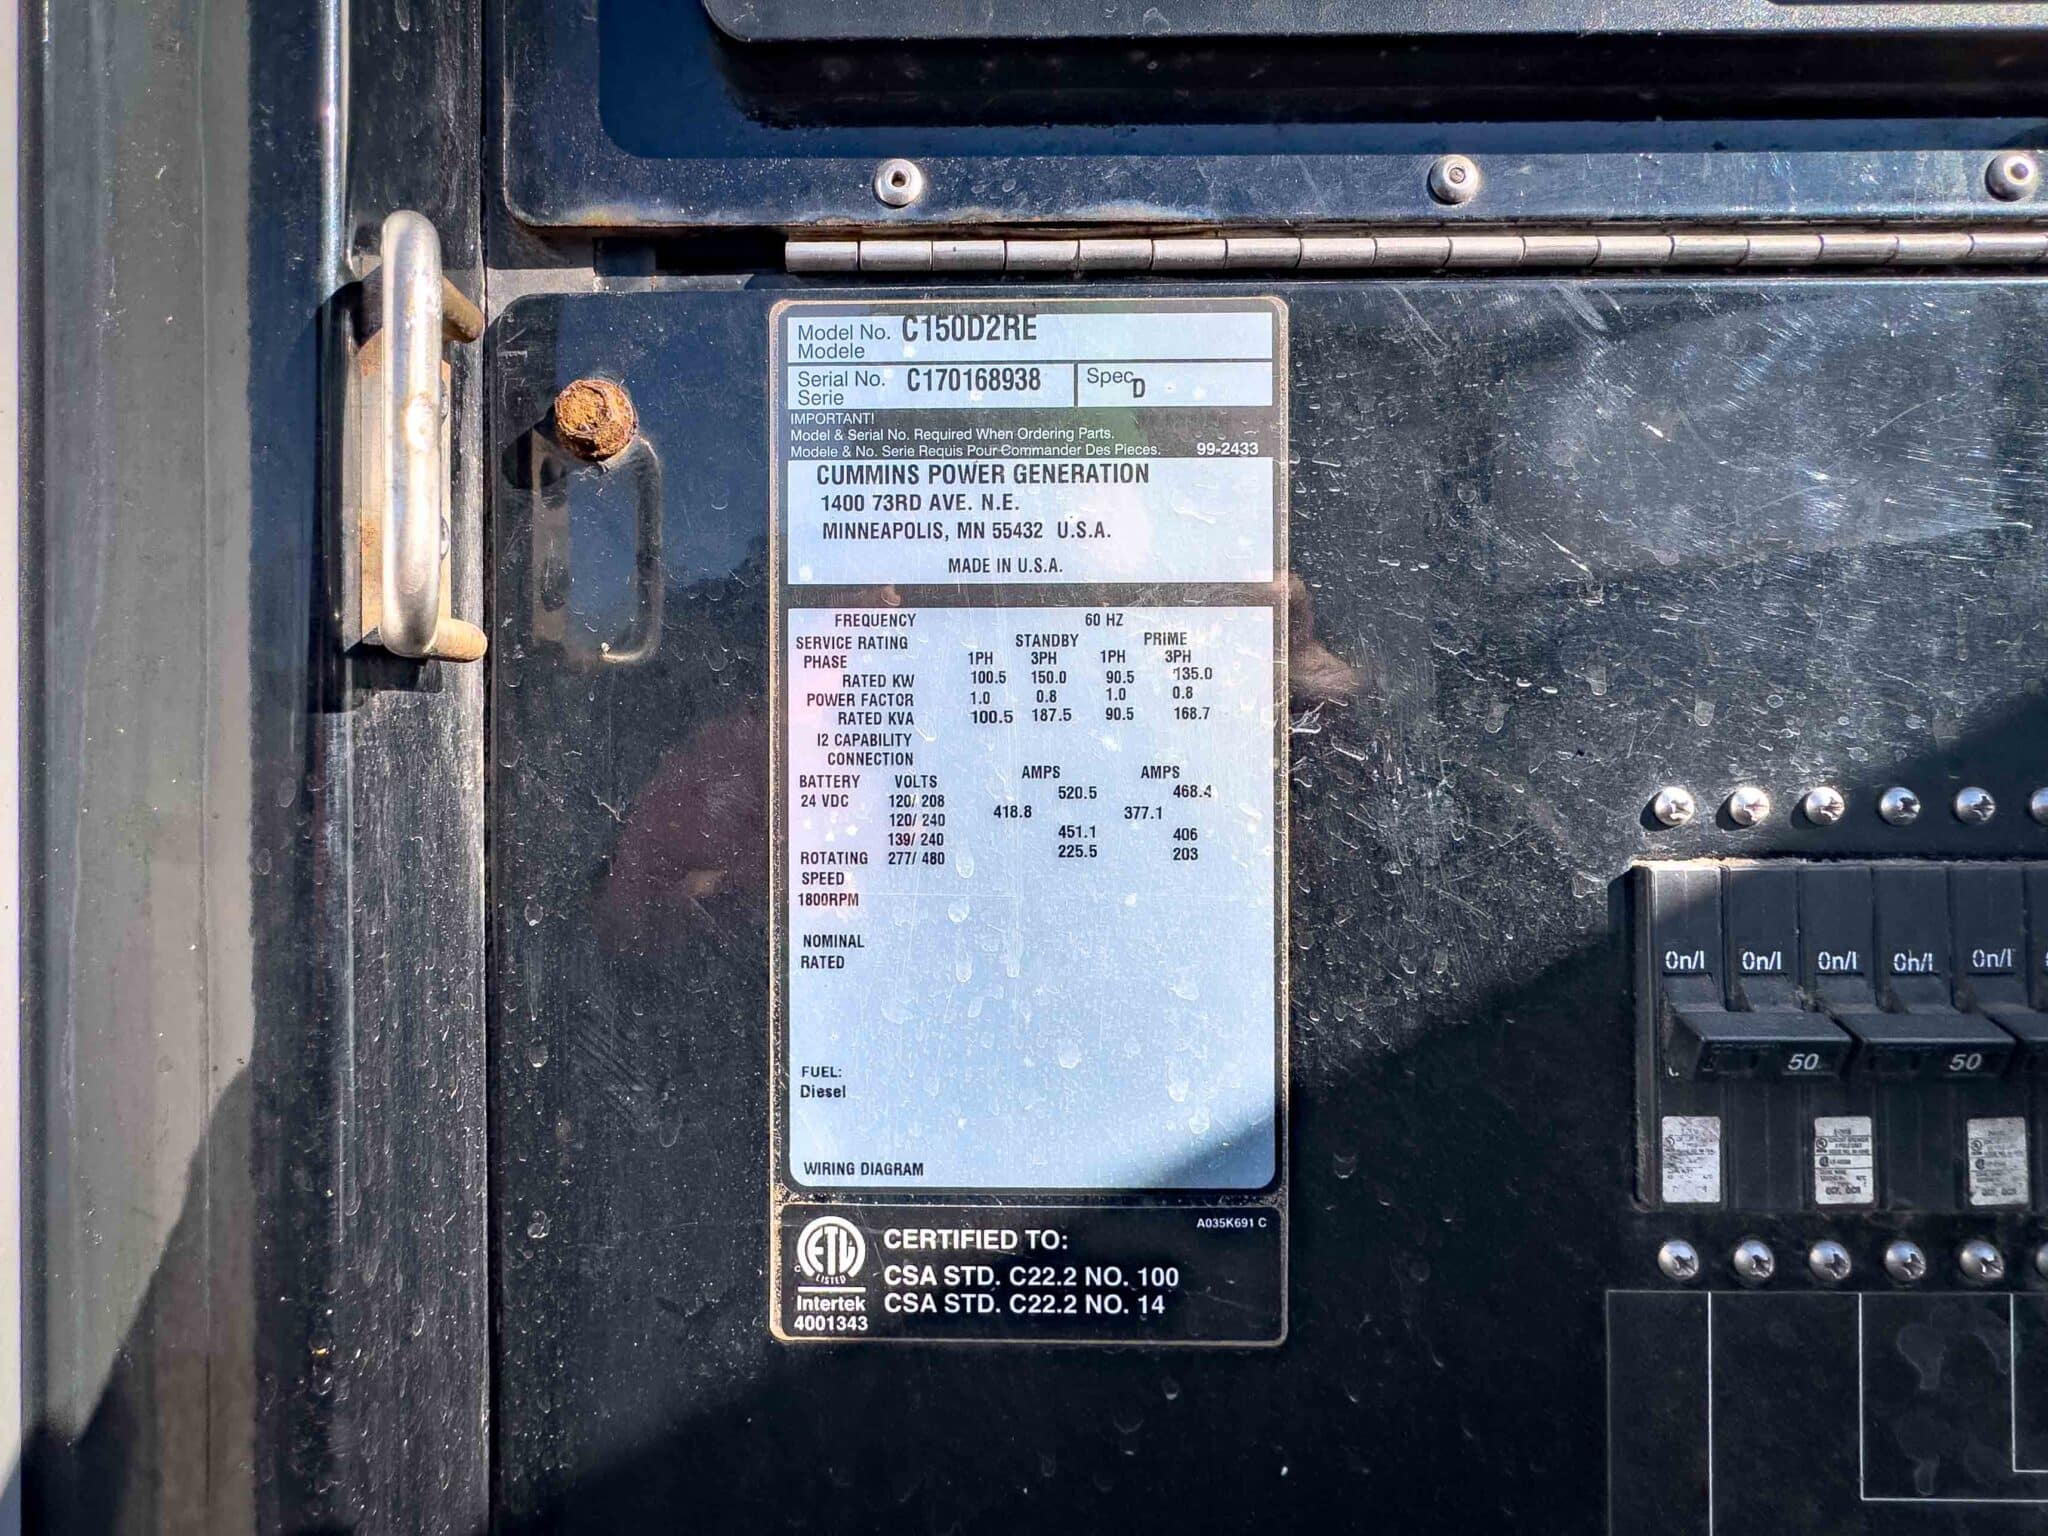 Model No. C150D2RE
Modele
Serial No. C170168938 Spec D
Serie
IMPORTANT!
Model & Serial No. Required When Ordering Parts.
Modele & No. Serie Requis Pour Commander Des Pieces. 99-2433
CUMMINS POWER GENERATION
1400 73RD AVE. N.E.
MINNEAPOLIS, MN 55432 U.S.A.
MADE IN U.S.A.
FREQUENCY 60 HZ
SERVICE RATING STANDBY PRIME
PHASE 1PH 3PH 1PH 3PH
RATED KW 100.5 150.0 90.5 135.0
POWER FACTOR 1.0 0.8 1.0 0.8
RATED KVA 100.5 187.5 90.5 168.7
I2 CAPABILITY
CONNECTION
BATTERY VOLTS AMPS AMPS
24 VDC 120/ 208 520.5 468.4
120/ 240 418.8 377.1
139/ 240 451.1 406
ROTATING 277/ 480 225.5 203
SPEED
1800RPM
NOMINAL
RATED
FUEL:
Diesel
WIRING DIAGRAM
A035K691 C
ETL
C LISTED
Intertek
4001343
CERTIFIED TO:
CSA STD. C22.2 NO. 100
CSA STD. C22.2 NO. 14
On/I On/I On/I On/I On/I
50 50